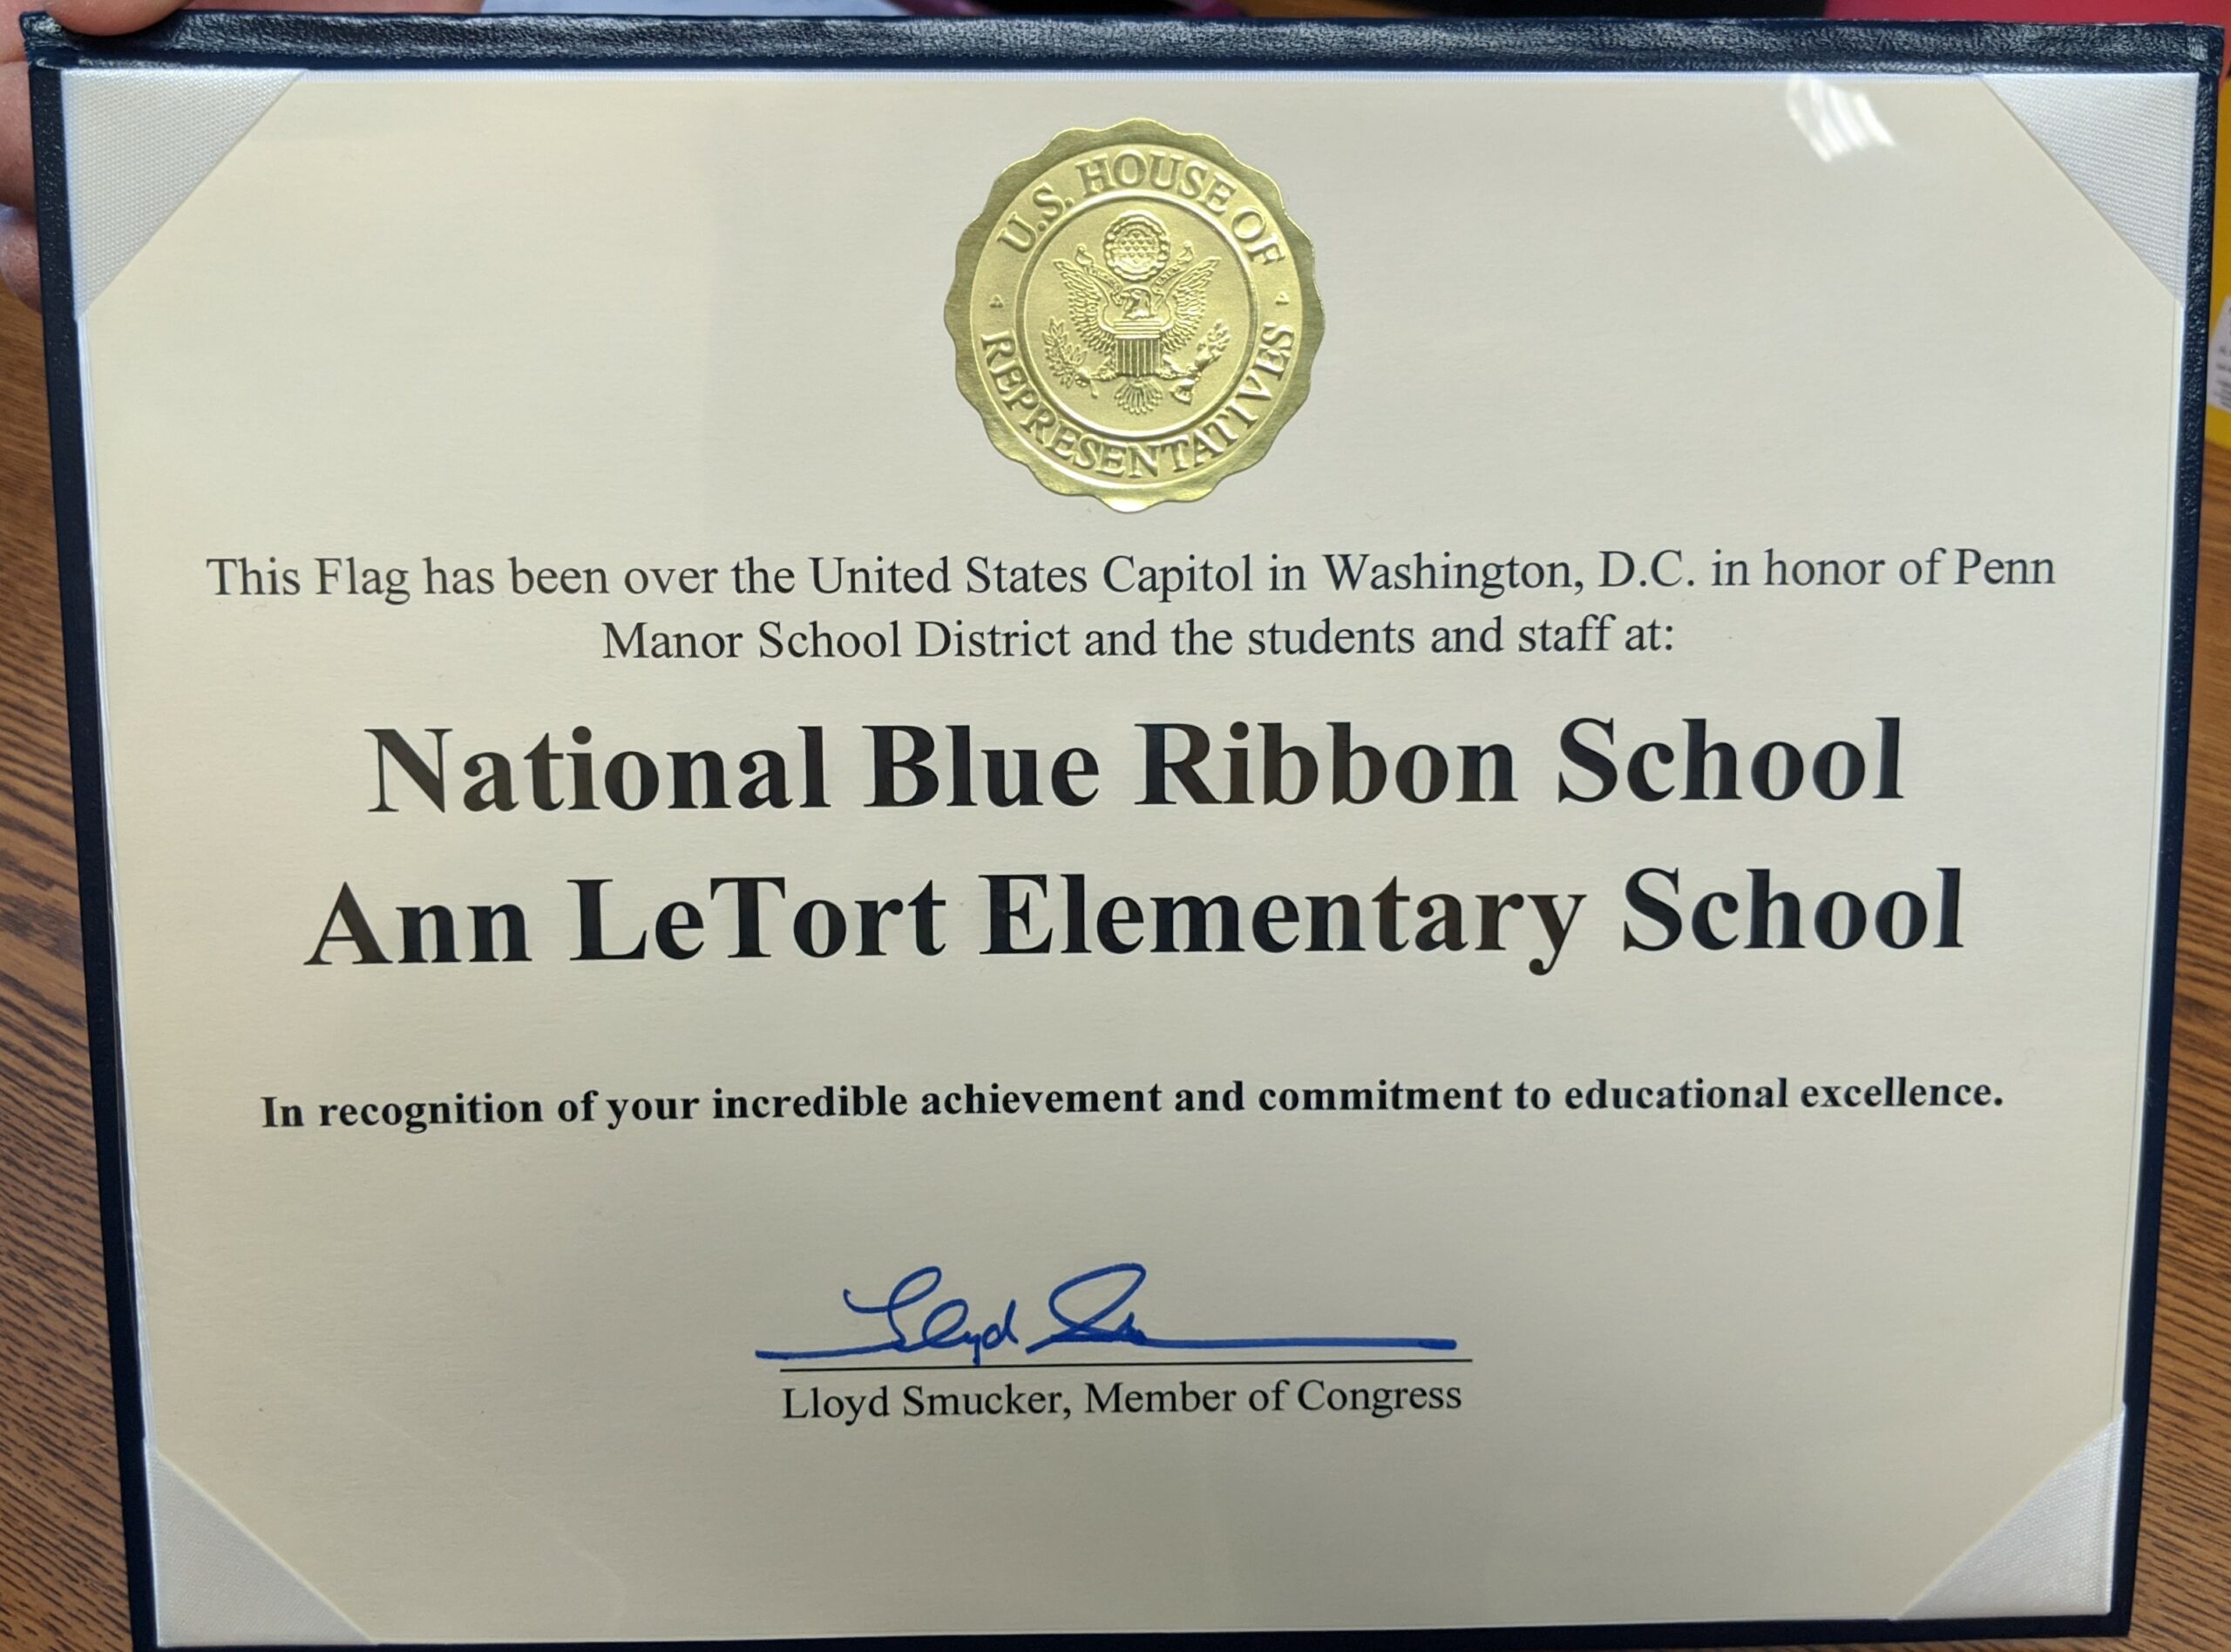 U.S. HOUSE OF
REPRESENTATIVES
This Flag has been over the United States Capitol in Washington, D.C. in honor of Penn
Manor School District and the students and staff at:
National Blue Ribbon School
Ann LeTort Elementary School
In recognition of your incredible achievement and commitment to educational excellence.
Lloyd Smucker, Member of Congress